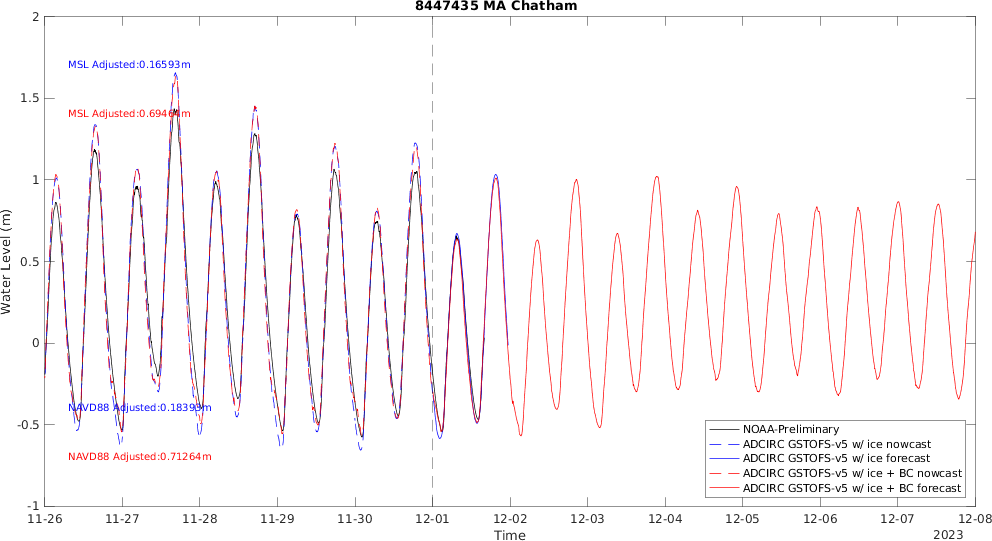 8447435 MA Chatham
2
1.5
1
0.5
0
-0.5
-1
Water Level (m)
MSL Adjusted:0.16593m
MSL Adjusted:0.69464m
NAVD88 Adjusted:0.18393m
NAVD88 Adjusted:0.71264m
NOAA-Preliminary
ADCIRC GSTOFS-v5 w/ ice nowcast
ADCIRC GSTOFS-v5 w/ ice forecast
ADCIRC GSTOFS-v5 w/ ice + BC nowcast
ADCIRC GSTOFS-v5 w/ ice + BC forecast
11-26 11-27 11-28 11-29 11-30 12-01 12-02 12-03 12-04 12-05 12-06 12-07 12-08
Time
2023